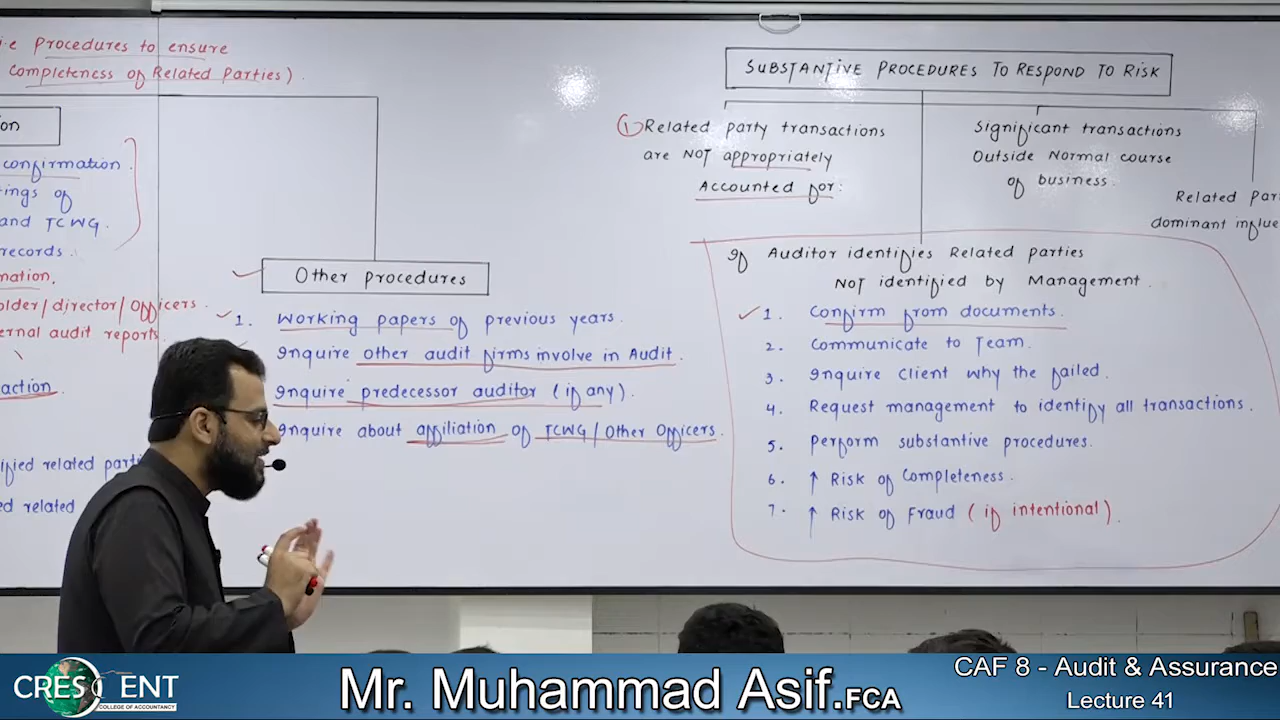 i.e Procedures to ensure
Completeness of Related Parties)
on
confirmation
ings of
and TCWG.
records.
mation.
older/director/Officers
ernal audit reports
action
ified related parti
ed related
Other procedures
1. Working papers of previous years.
Inquire other audit firms involve in Audit.
Inquire predecessor auditor (if any).
Inquire about affiliation of TCWG/Other Officers.
SUBSTANTIVE PROCEDURES TO RESPOND TO RISK
① Related party transactions
are NOT appropriately
Accounted for:
Significant transactions
Outside Normal course
of business.
Related Par
dominant influe
If Auditor identifies Related parties
NOT identified by Management.
1. Confirm from documents.
2. Communicate to Team.
3. Inquire Client why the failed.
4. Request management to identify all transactions.
5. Perform substantive procedures.
6. ↑ Risk of Completeness.
7. ↑ Risk of Fraud (if intentional).
CRESCENT
COLLEGE OF ACCOUNTANCY
Mr. Muhammad Asif.FCA
CAF 8 - Audit & Assurance
Lecture 41